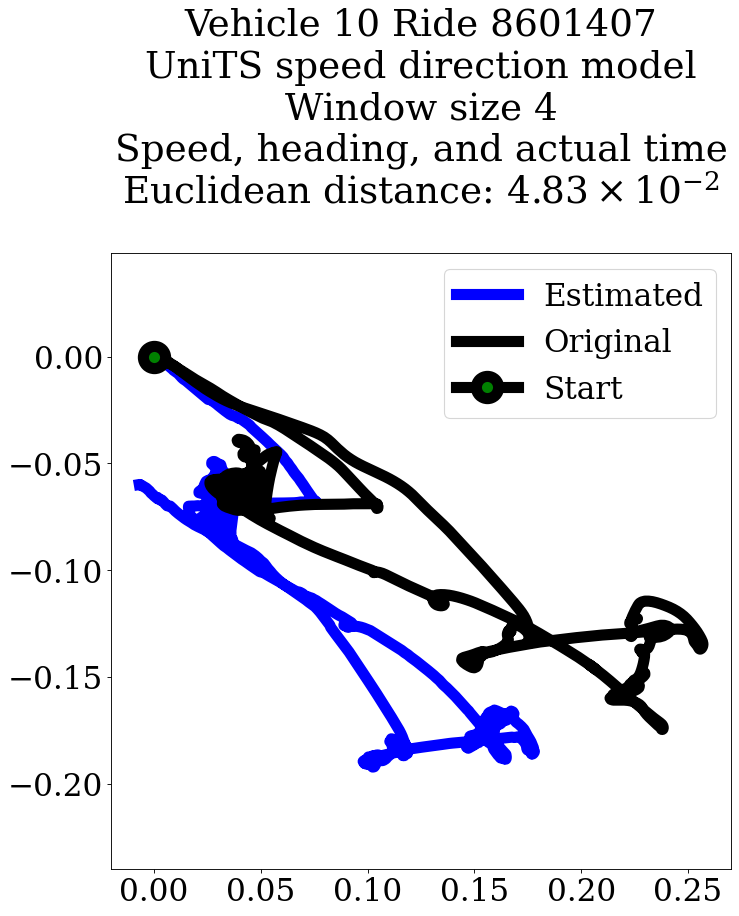 Vehicle 10 Ride 8601407
UniTS speed direction model
Window size 4
Speed, heading, and actual time
Euclidean distance: 4.83 × 10⁻²
Estimated
Original
Start
0.00
−0.05
−0.10
−0.15
−0.20
0.00 0.05 0.10 0.15 0.20 0.25